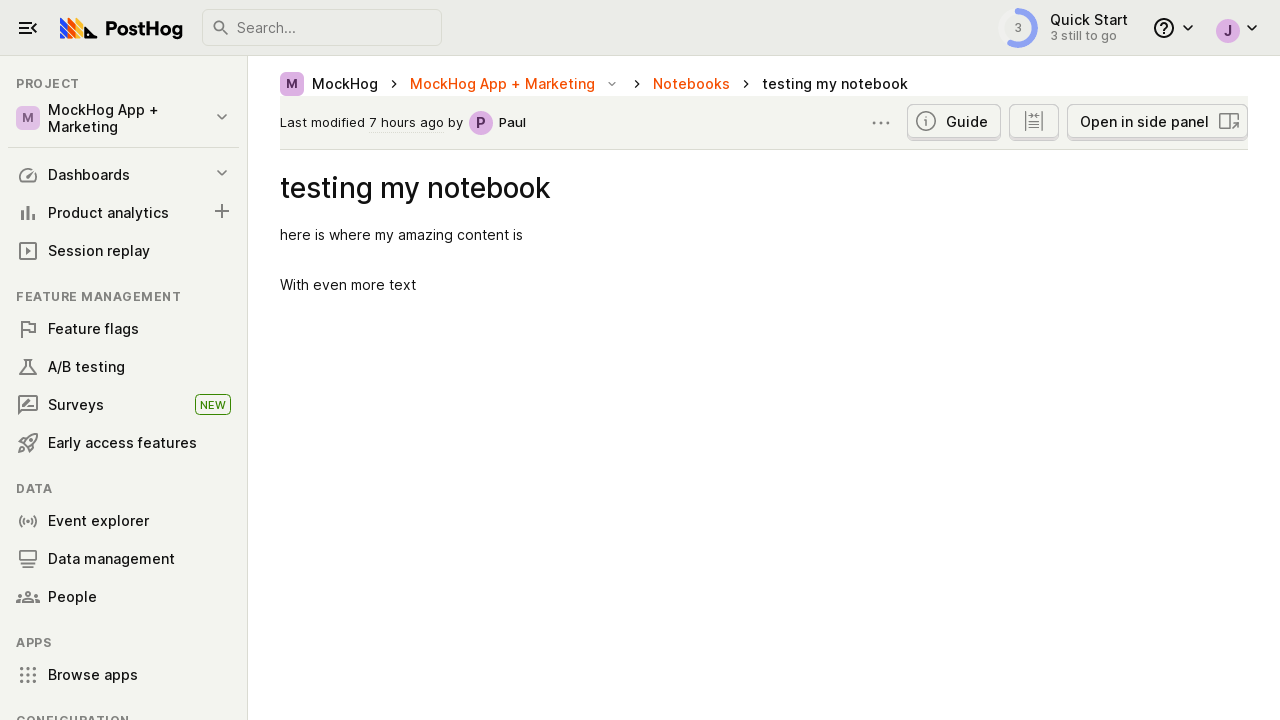 PostHog
Search...
3
Quick Start
3 still to go
J
PROJECT
M
MockHog App +
Marketing
Dashboards
Product analytics
Session replay
FEATURE MANAGEMENT
Feature flags
A/B testing
Surveys
NEW
Early access features
DATA
Event explorer
Data management
People
APPS
Browse apps
CONFIGURATION
M MockHog > MockHog App + Marketing > Notebooks > testing my notebook
Last modified 7 hours ago by P Paul
Guide
Open in side panel
testing my notebook
here is where my amazing content is
With even more text